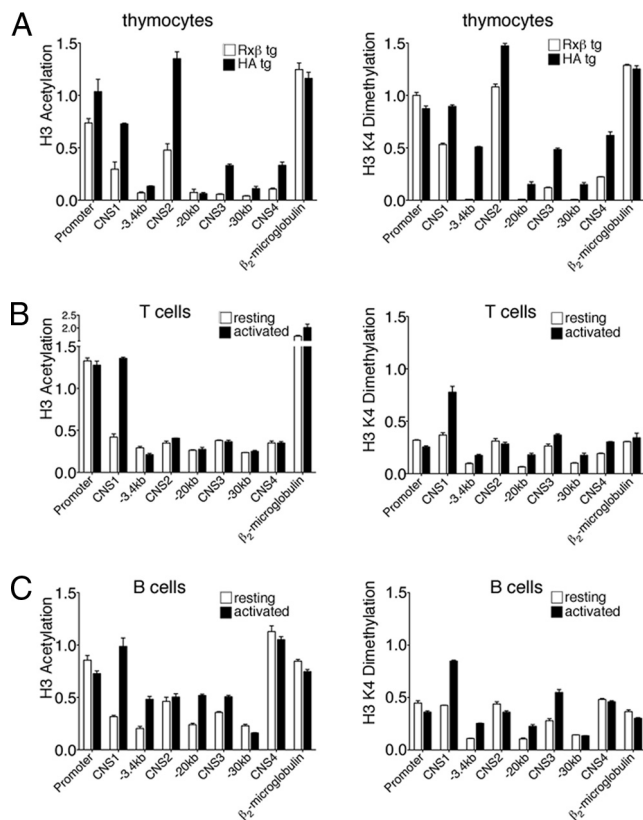 A
thymocytes
H3 Acetylation
1.5
1.0
0.5
0.0
Rxβ tg
HA tg
Promoter
CNS1
-3.4kb
CNS2
-20kb
CNS3
-30kb
CNS4
β2-microglobulin
thymocytes
H3 K4 Dimethylation
1.5
1.0
0.5
0.0
Rxβ tg
HA tg
Promoter
CNS1
-3.4kb
CNS2
-20kb
CNS3
-30kb
CNS4
β2-microglobulin
B
T cells
H3 Acetylation
2.5
2.0
1.5
1.0
0.5
0.0
resting
activated
Promoter
CNS1
-3.4kb
CNS2
-20kb
CNS3
-30kb
CNS4
β2-microglobulin
T cells
H3 K4 Dimethylation
1.5
1.0
0.5
0.0
resting
activated
Promoter
CNS1
-3.4kb
CNS2
-20kb
CNS3
-30kb
CNS4
β2-microglobulin
C
B cells
H3 Acetylation
1.5
1.0
0.5
0.0
resting
activated
Promoter
CNS1
-3.4kb
CNS2
-20kb
CNS3
-30kb
CNS4
β2-microglobulin
B cells
H3 K4 Dimethylation
1.5
1.0
0.5
0.0
resting
activated
Promoter
CNS1
-3.4kb
CNS2
-20kb
CNS3
-30kb
CNS4
β2-microglobulin